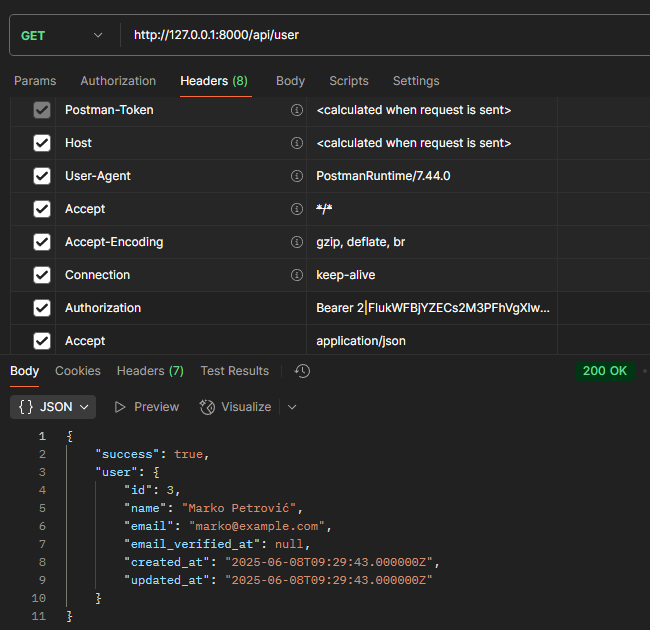 GET http://127.0.0.1:8000/api/user
Params Authorization Headers (8) Body Scripts Settings
Postman-Token <calculated when request is sent>
Host <calculated when request is sent>
User-Agent PostmanRuntime/7.44.0
Accept */*
Accept-Encoding gzip, deflate, br
Connection keep-alive
Authorization Bearer 2|FlukWFBjYZECs2M3PFhVgXlw...
Accept application/json
Body Cookies Headers (7) Test Results 200 OK
{} JSON Preview Visualize
1 {
2 "success": true,
3 "user": {
4 "id": 3,
5 "name": "Marko Petrović",
6 "email": "marko@example.com",
7 "email_verified_at": null,
8 "created_at": "2025-06-08T09:29:43.000000Z",
9 "updated_at": "2025-06-08T09:29:43.000000Z"
10 }
11 }